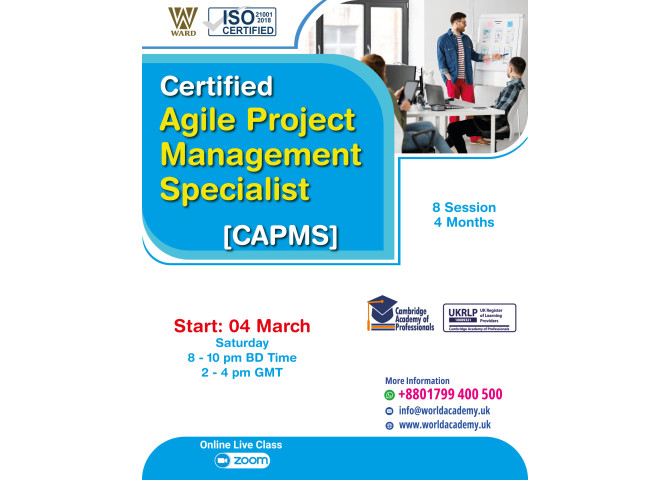 WARD
ISO 21001 2018
CERTIFIED
Certified
Agile Project
Management
Specialist
[CAPMS]
8 Session
4 Months
Start: 04 March
Saturday
8 - 10 pm BD Time
2 - 4 pm GMT
Cambridge
Academy of
Professionals
UKRLP
UK Register
of Learning
Providers
Cambridge Academy of Professionals
More Information
+8801799 400 500
info@worldacademy.uk
www.worldacademy.uk
Online Live Class
zoom